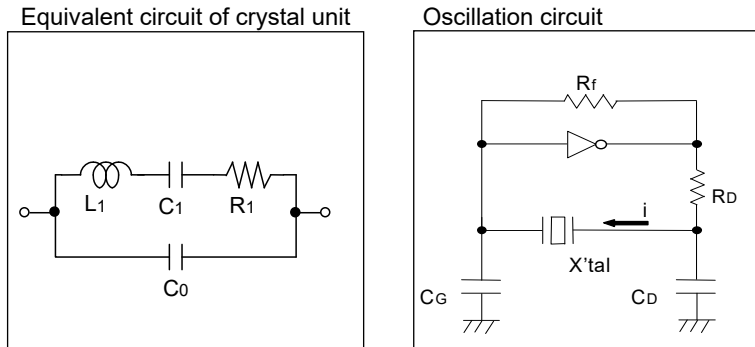 Equivalent circuit of crystal unit
L1
C1
R1
C0
Oscillation circuit
Rf
RD
i
X'tal
CG
CD